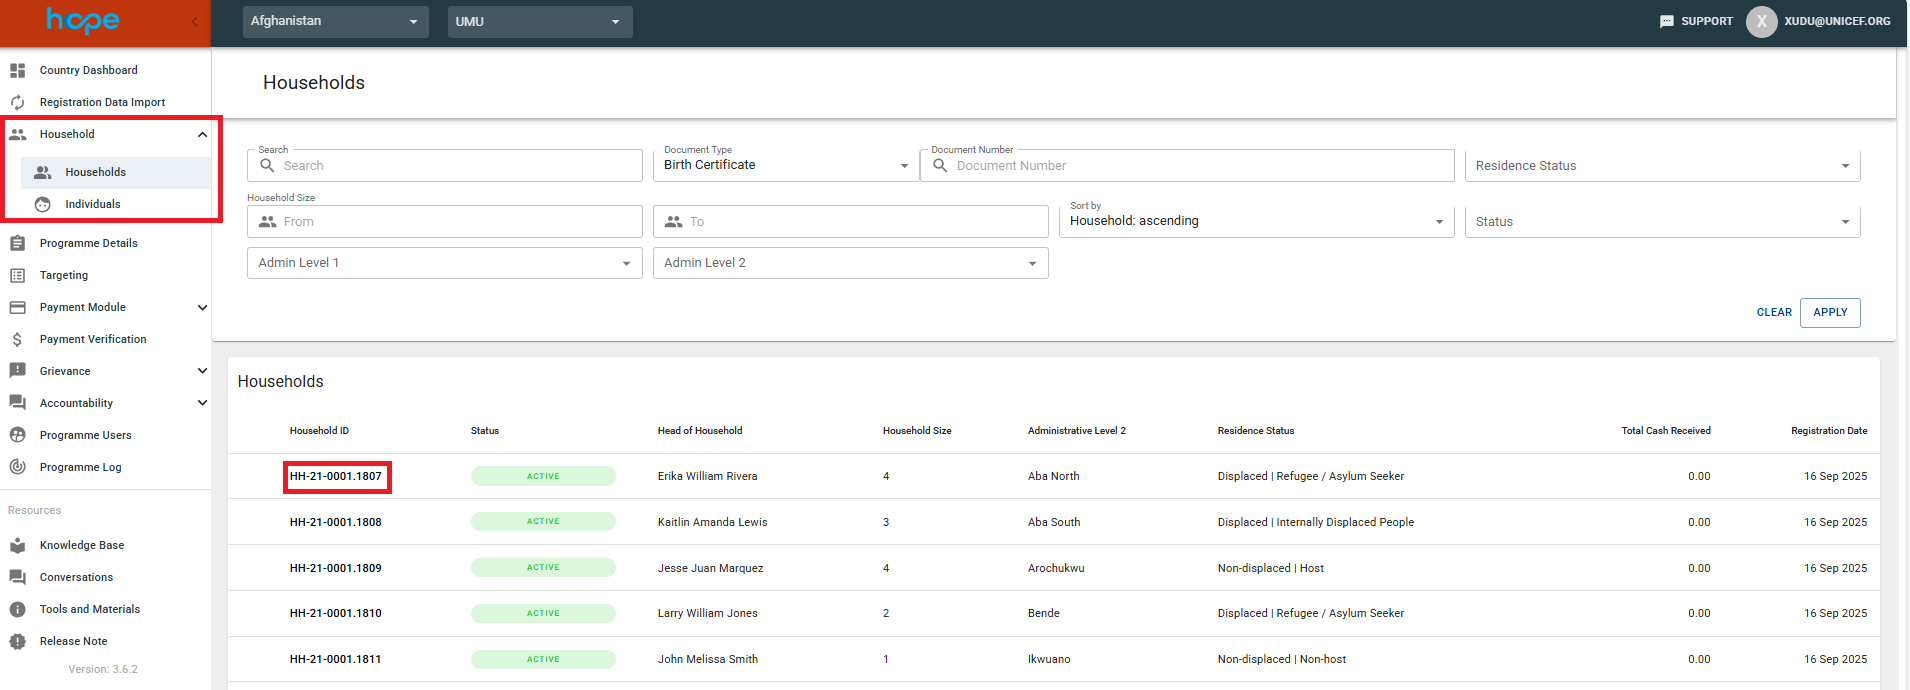 hope
Afghanistan
UMU
SUPPORT
X
XUDU@UNICEF.ORG
Country Dashboard
Registration Data Import
Household
Households
Individuals
Programme Details
Targeting
Payment Module
Payment Verification
Grievance
Accountability
Programme Users
Programme Log
Resources
Knowledge Base
Conversations
Tools and Materials
Release Note
Version: 3.6.2
Households
Search
Search
Document Type
Birth Certificate
Document Number
Document Number
Residence Status
Household Size
From
To
Sort by
Household: ascending
Status
Admin Level 1
Admin Level 2
CLEAR
APPLY
Households
Household ID Status Head of Household Household Size Administrative Level 2 Residence Status Total Cash Received Registration Date
HH-21-0001.1807 ACTIVE Erika William Rivera 4 Aba North Displaced | Refugee / Asylum Seeker 0.00 16 Sep 2025
HH-21-0001.1808 ACTIVE Kaitlin Amanda Lewis 3 Aba South Displaced | Internally Displaced People 0.00 16 Sep 2025
HH-21-0001.1809 ACTIVE Jesse Juan Marquez 4 Arochukwu Non-displaced | Host 0.00 16 Sep 2025
HH-21-0001.1810 ACTIVE Larry William Jones 2 Bende Displaced | Refugee / Asylum Seeker 0.00 16 Sep 2025
HH-21-0001.1811 ACTIVE John Melissa Smith 1 Ikwuano Non-displaced | Non-host 0.00 16 Sep 2025